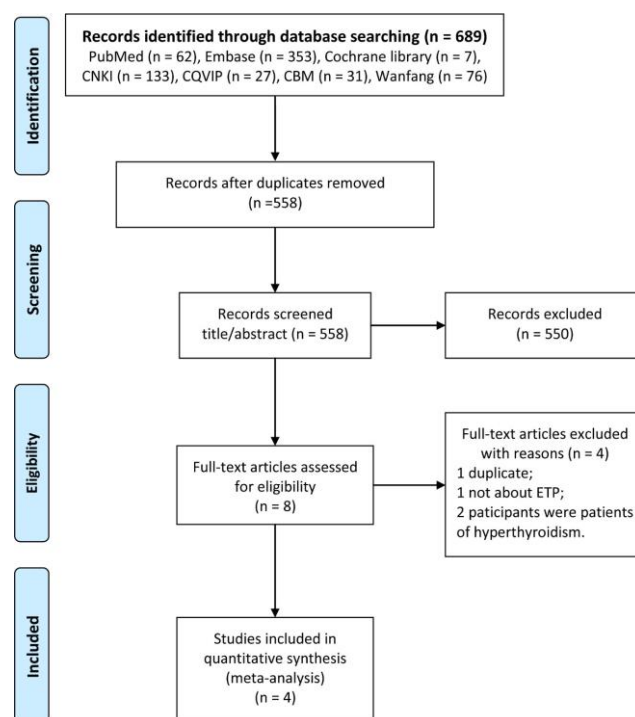 Identification
Records identified through database searching (n = 689)
PubMed (n = 62), Embase (n = 353), Cochrane library (n = 7),
CNKI (n = 133), CQVIP (n = 27), CBM (n = 31), Wanfang (n = 76)
Records after duplicates removed
(n =558)
Screening
Records screened
title/abstract (n = 558)
Records excluded
(n = 550)
Eligibility
Full-text articles assessed
for eligibility
(n = 8)
Full-text articles excluded
with reasons (n = 4)
1 duplicate;
1 not about ETP;
2 paticipants were patients
of hyperthyroidism.
Included
Studies included in
quantitative synthesis
(meta-analysis)
(n = 4)